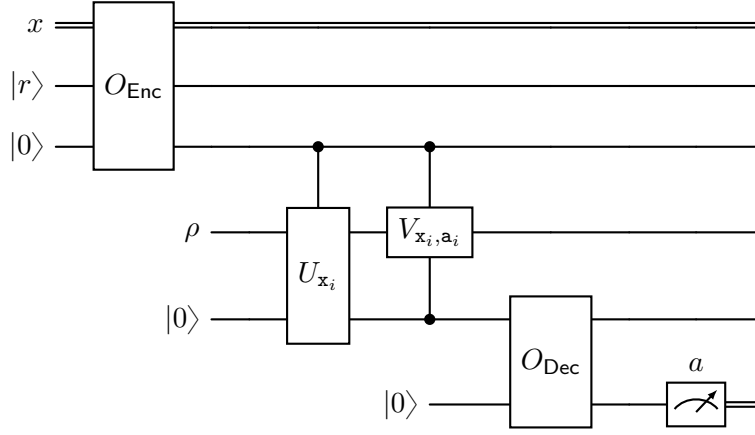 x
|r⟩ O_Enc
|0⟩
ρ V_{x_i,a_i}
U_{x_i}
|0⟩
O_Dec a
|0⟩